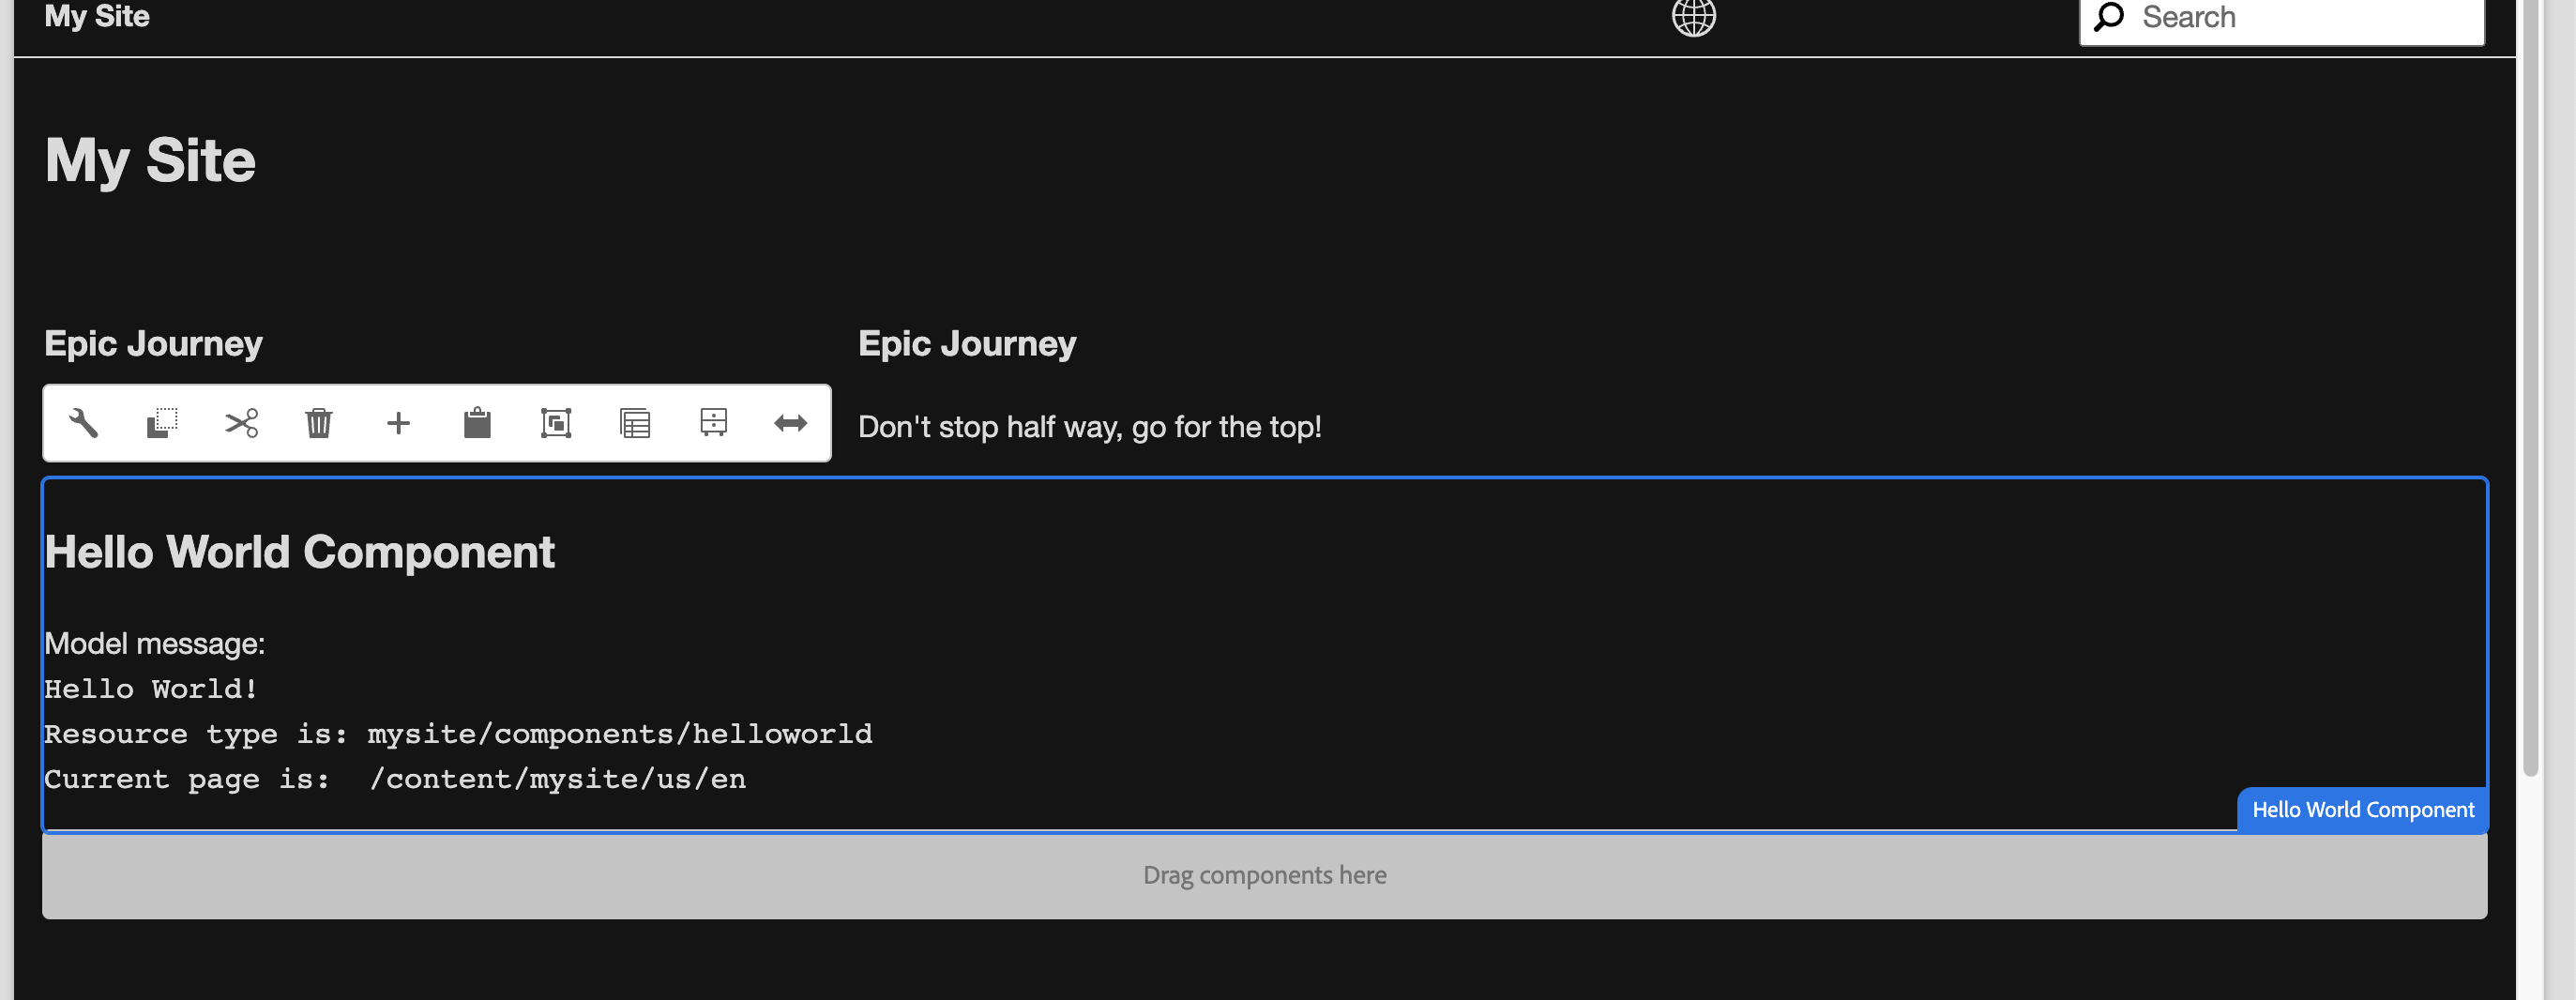 My Site
Search
My Site
Epic Journey
Epic Journey
Don't stop half way, go for the top!
Hello World Component
Model message:
Hello World!
Resource type is: mysite/components/helloworld
Current page is:  /content/mysite/us/en
Hello World Component
Drag components here